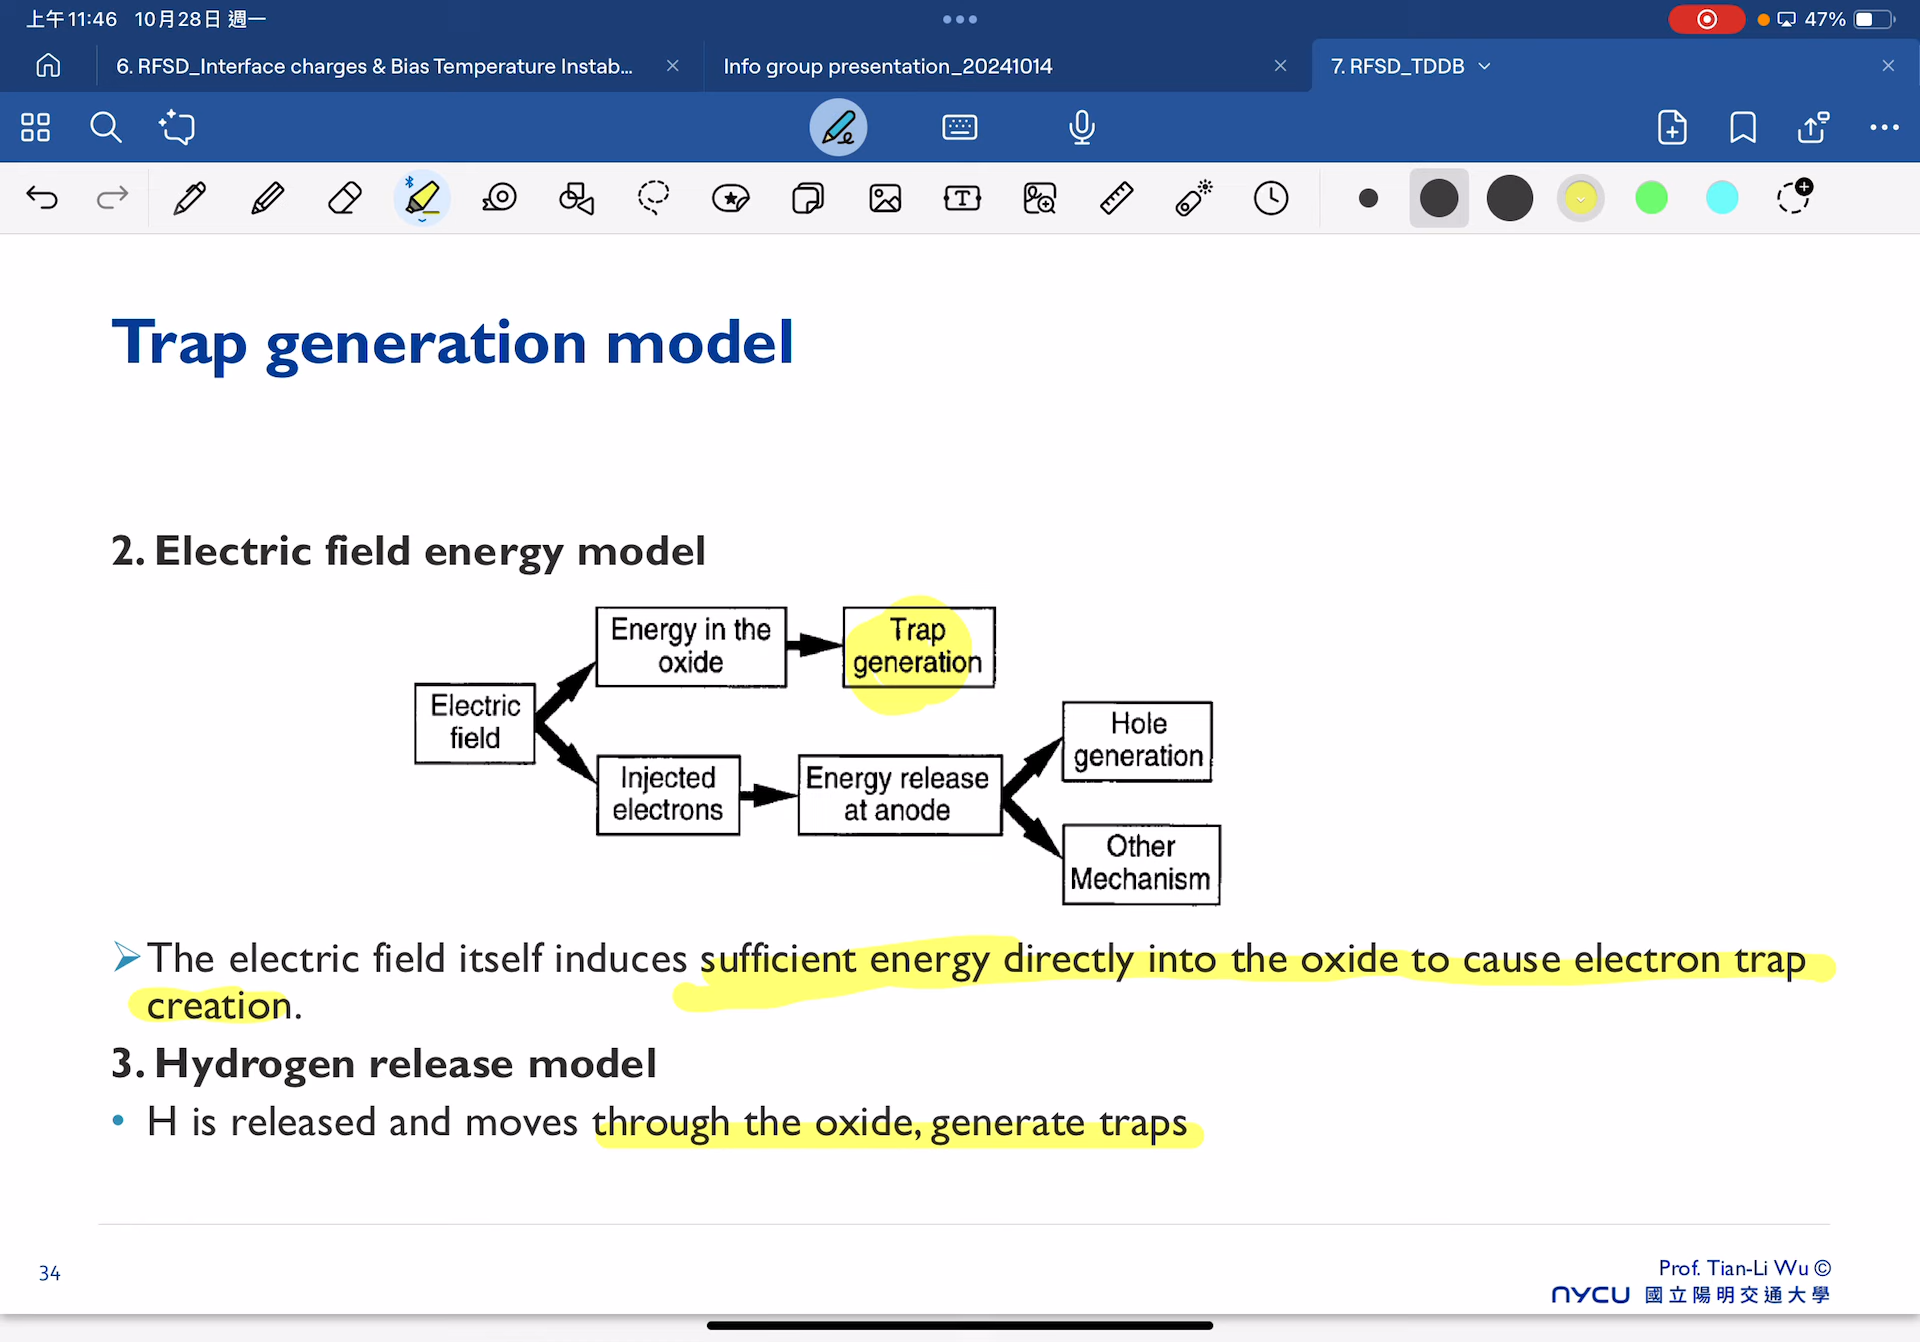 上午11:46 10月28日 週一
47%
6. RFSD_Interface charges & Bias Temperature Instab...
Info group presentation_20241014
7. RFSD_TDDB
Trap generation model
2. Electric field energy model
Energy in the
oxide
Trap
generation
Electric
field
Injected
electrons
Energy release
at anode
Hole
generation
Other
Mechanism
The electric field itself induces sufficient energy directly into the oxide to cause electron trap
creation.
3. Hydrogen release model
• H is released and moves through the oxide, generate traps
34
Prof. Tian-Li Wu ©
NYCU 國立陽明交通大學